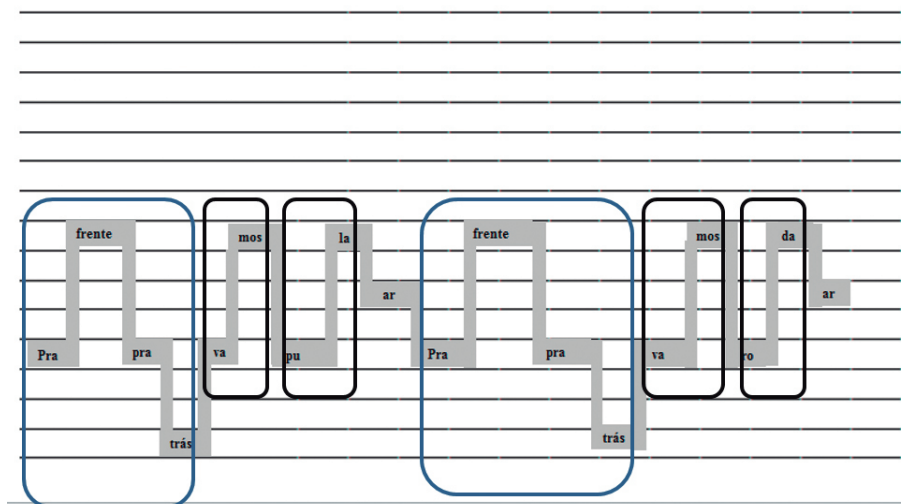 frente mos la frente mos da
ar ar
Pra pra va pu Pra pra va ro
trás trás